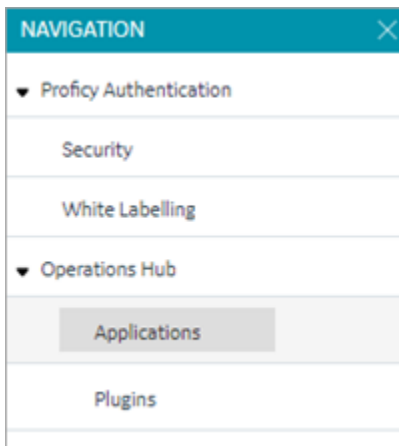 NAVIGATION
Proficy Authentication
Security
White Labelling
Operations Hub
Applications
Plugins